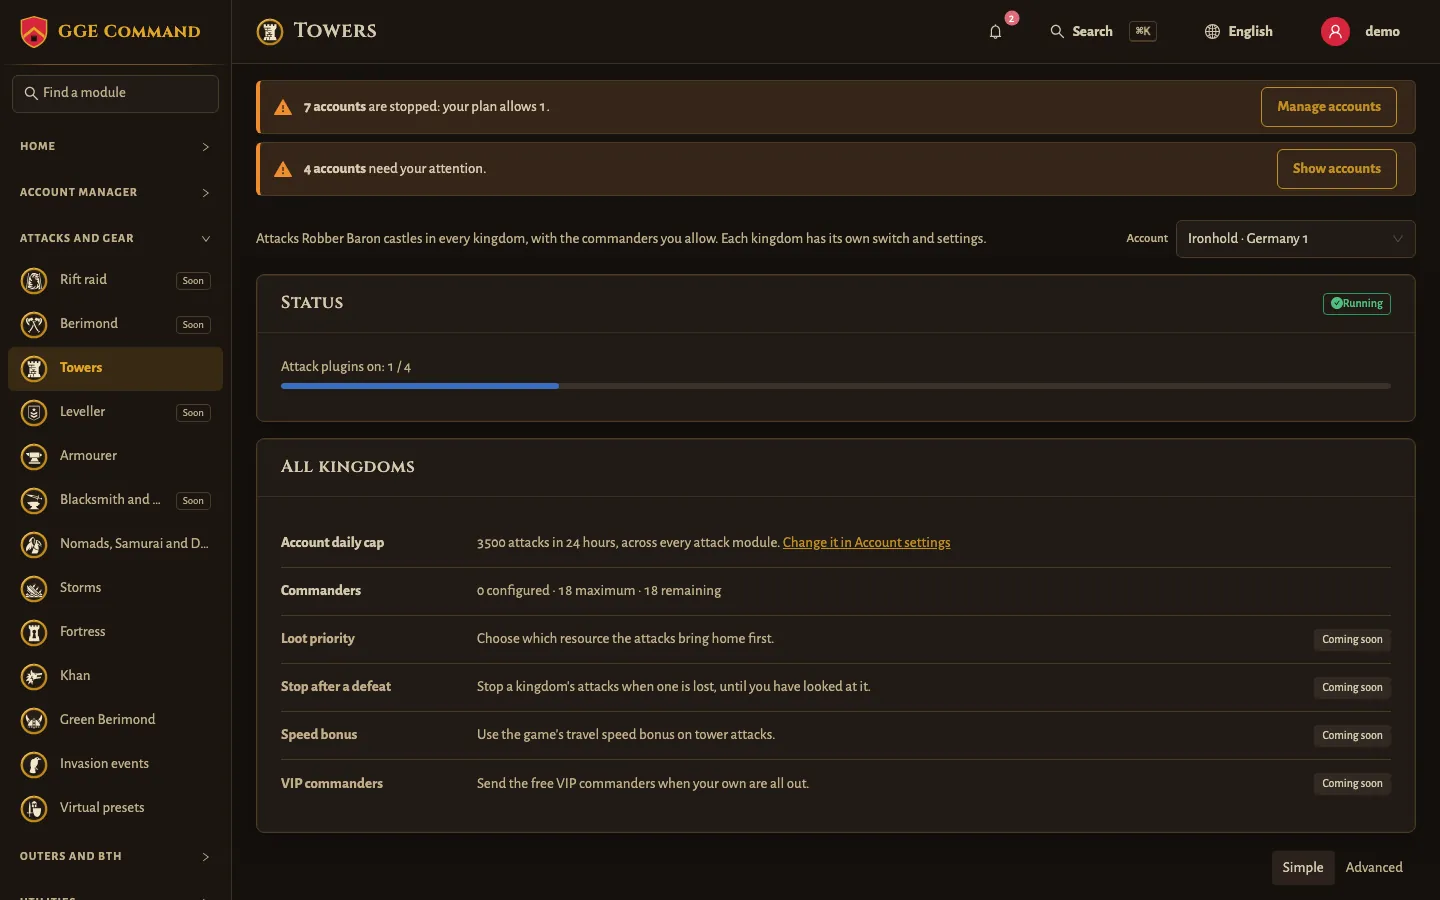 GGE Command
Towers
2
Search
⌘K
English
demo
Find a module
HOME
ACCOUNT MANAGER
ATTACKS AND GEAR
Rift raid
Soon
Berimond
Soon
Towers
Leveller
Soon
Armourer
Blacksmith and ...
Soon
Nomads, Samurai and D...
Storms
Fortress
Khan
Green Berimond
Invasion events
Virtual presets
OUTERS AND BTH
UTILITIES
7 accounts are stopped: your plan allows 1.
Manage accounts
4 accounts need your attention.
Show accounts
Attacks Robber Baron castles in every kingdom, with the commanders you allow. Each kingdom has its own switch and settings.
Account
Ironhold · Germany 1
Status
Running
Attack plugins on: 1 / 4
All kingdoms
Account daily cap
3500 attacks in 24 hours, across every attack module. Change it in Account settings
Commanders
0 configured · 18 maximum · 18 remaining
Loot priority
Choose which resource the attacks bring home first.
Coming soon
Stop after a defeat
Stop a kingdom's attacks when one is lost, until you have looked at it.
Coming soon
Speed bonus
Use the game's travel speed bonus on tower attacks.
Coming soon
VIP commanders
Send the free VIP commanders when your own are all out.
Coming soon
Simple
Advanced